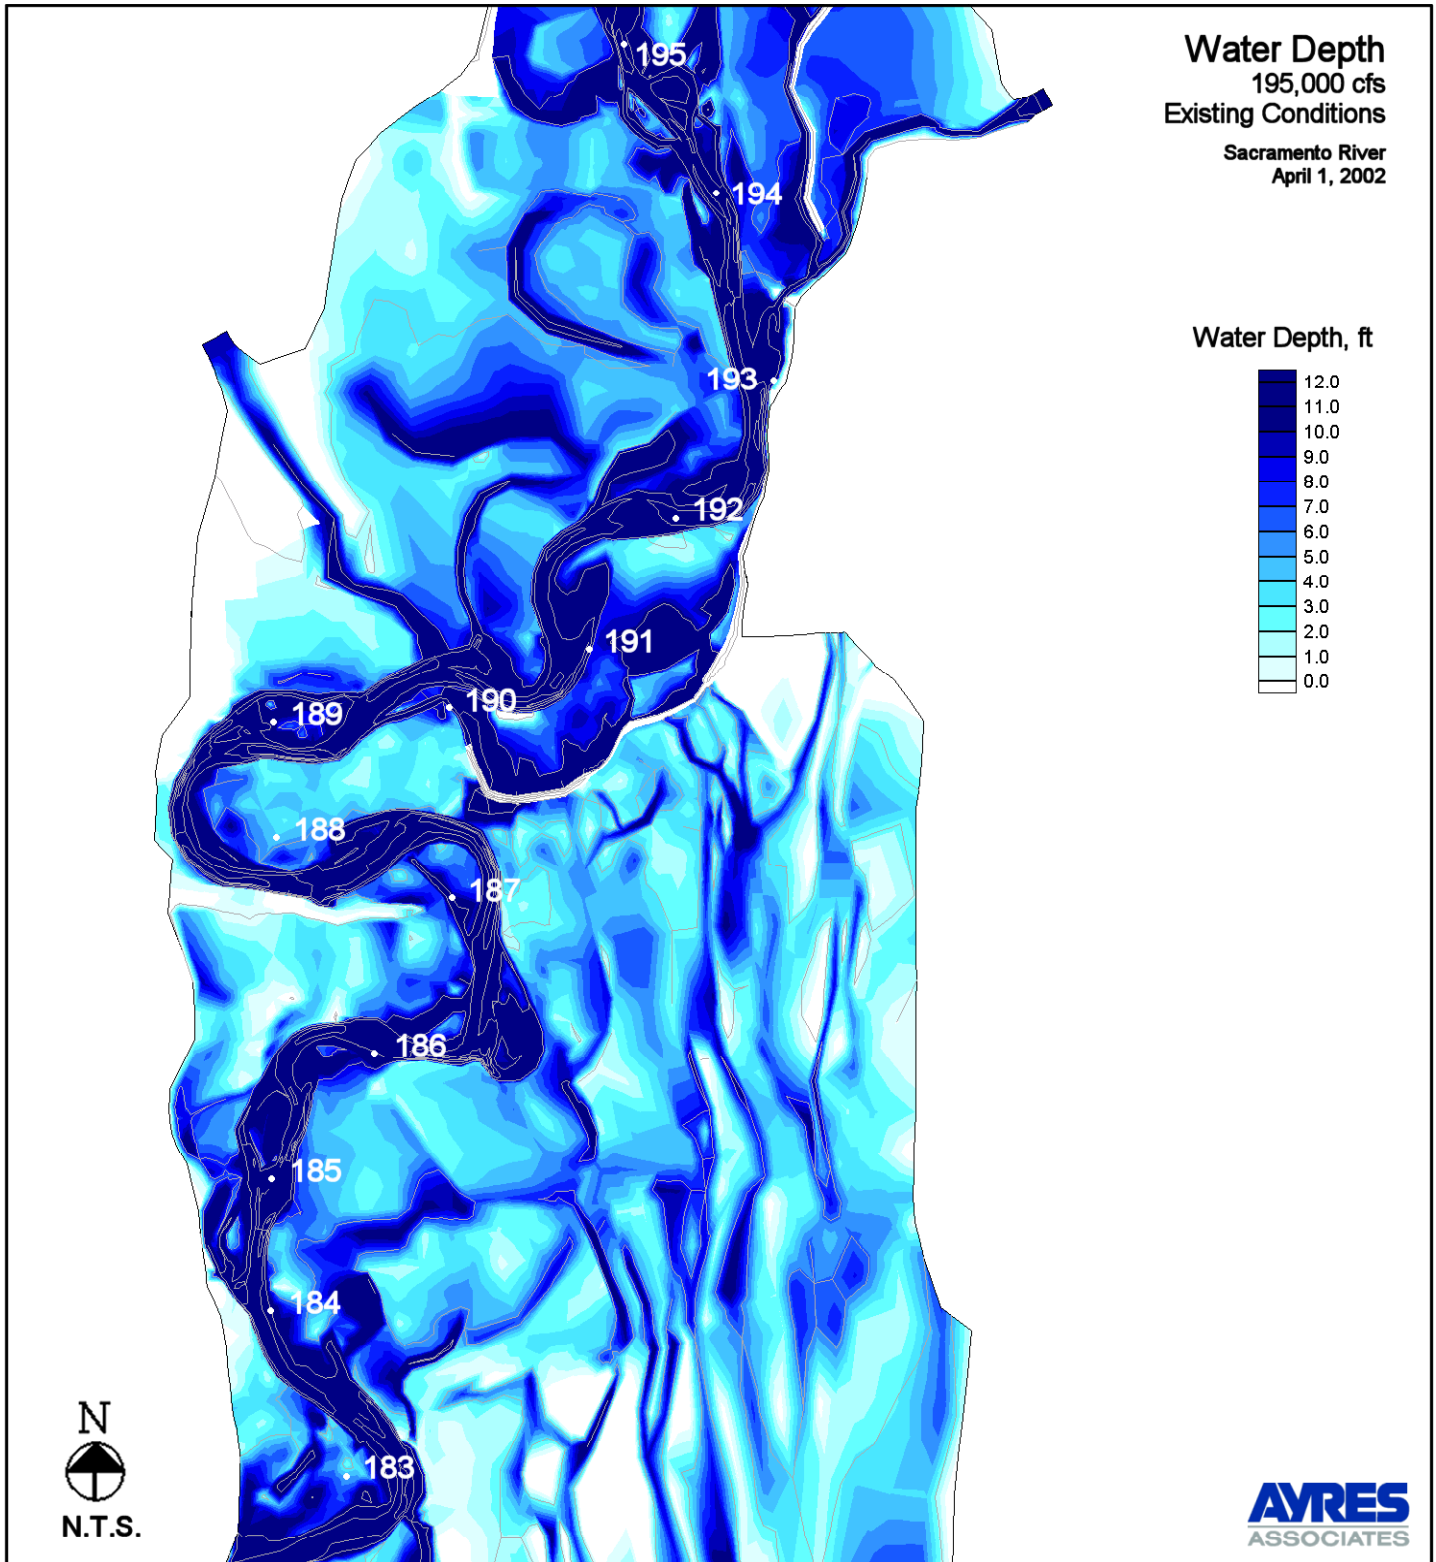 Water Depth
195,000 cfs
Existing Conditions
Sacramento River
April 1, 2002
195
194
193
192
191
190
189
188
187
186
185
184
183
Water Depth, ft
12.0
11.0
10.0
9.0
8.0
7.0
6.0
5.0
4.0
3.0
2.0
1.0
0.0
N
N.T.S.
AYRES
ASSOCIATES